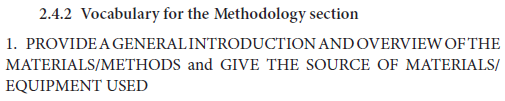 2.4.2 Vocabulary for the Methodology section
1. PROVIDE A GENERAL INTRODUCTION AND OVERVIEW OF THE
MATERIALS/METHODS and GIVE THE SOURCE OF MATERIALS/
EQUIPMENT USED